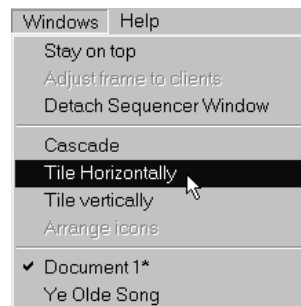 Windows Help
Stay on top
Adjust frame to clients
Detach Sequencer Window
Cascade
Tile Horizontally
Tile vertically
Arrange icons
✔ Document 1*
Ye Olde Song